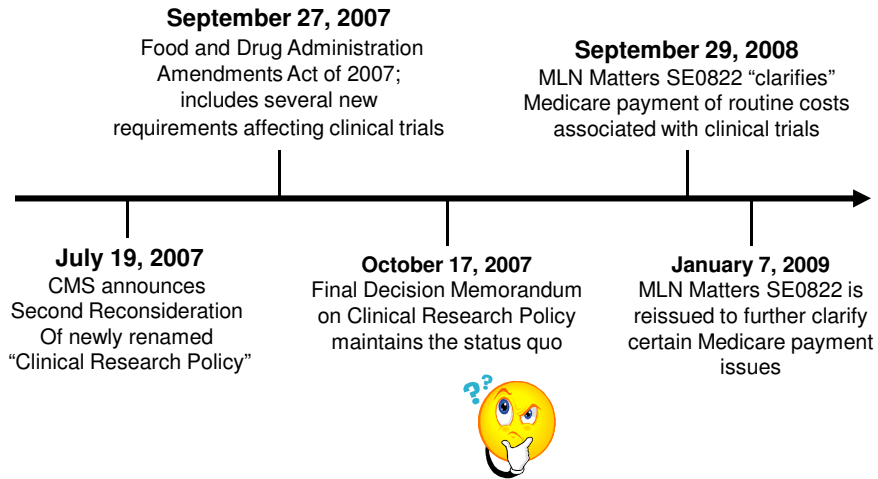 September 27, 2007
Food and Drug Administration
Amendments Act of 2007;
includes several new
requirements affecting clinical trials
September 29, 2008
MLN Matters SE0822 “clarifies”
Medicare payment of routine costs
associated with clinical trials
July 19, 2007
CMS announces
Second Reconsideration
Of newly renamed
“Clinical Research Policy”
October 17, 2007
Final Decision Memorandum
on Clinical Research Policy
maintains the status quo
January 7, 2009
MLN Matters SE0822 is
reissued to further clarify
certain Medicare payment
issues
??